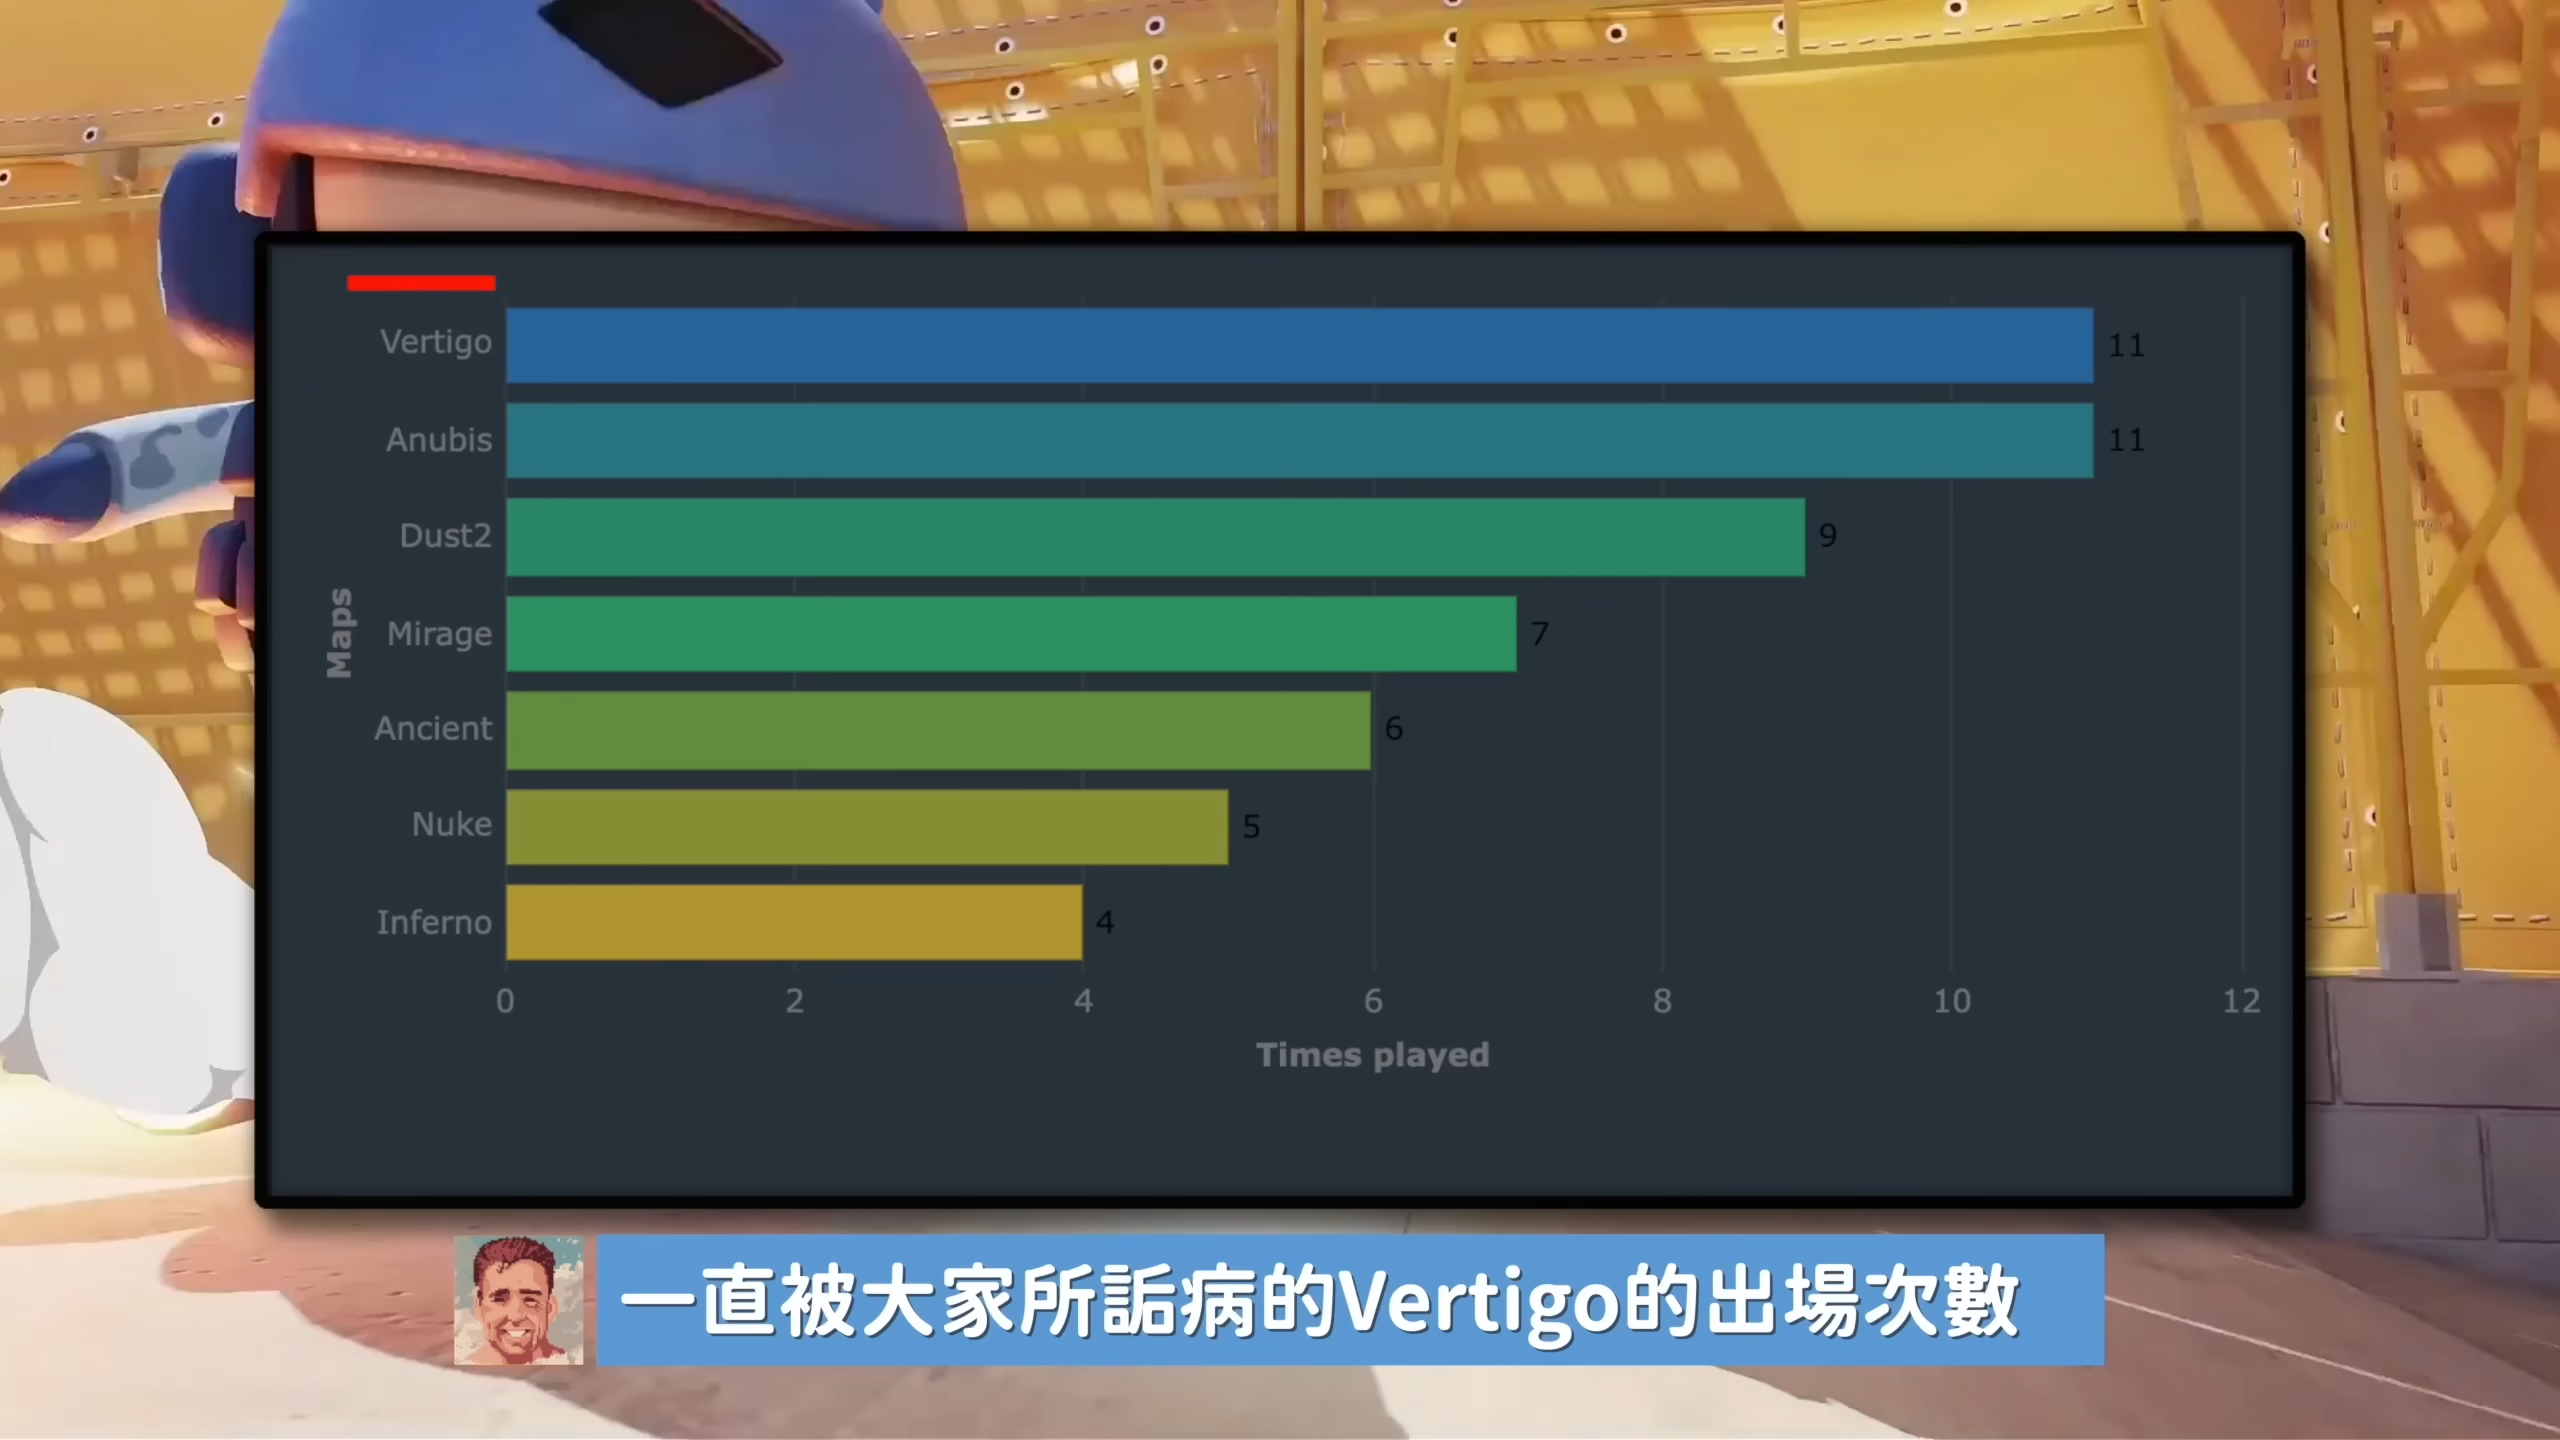 Vertigo 11
Anubis 11
Dust2 9
Mirage 7
Maps
Ancient 6
Nuke 5
Inferno 4
0 2 4 6 8 10 12
Times played
一直被大家所詬病的Vertigo的出場次數